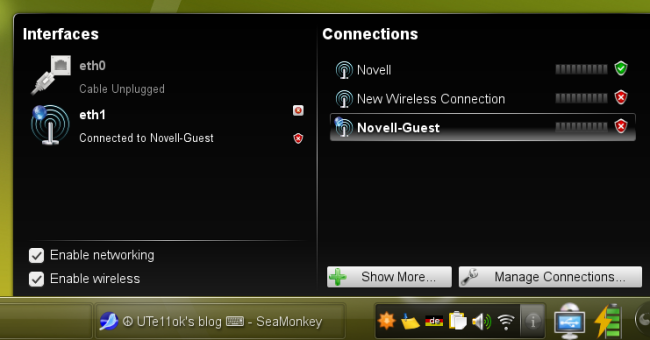 Interfaces
eth0
Cable Unplugged
eth1
Connected to Novell-Guest
Enable networking
Enable wireless
Connections
Novell
New Wireless Connection
Novell-Guest
Show More...
Manage Connections...
☮ UTe11ok's blog ⌨ - SeaMonkey
de